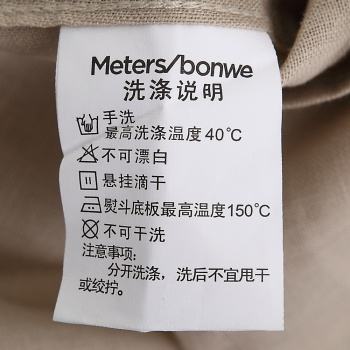 Meters/bonwe
洗涤说明
手洗
最高洗涤温度40℃
不可漂白
悬挂滴干
熨斗底板最高温度150℃
不可干洗
注意事项:
分开洗涤，洗后不宜甩干
或绞拧。